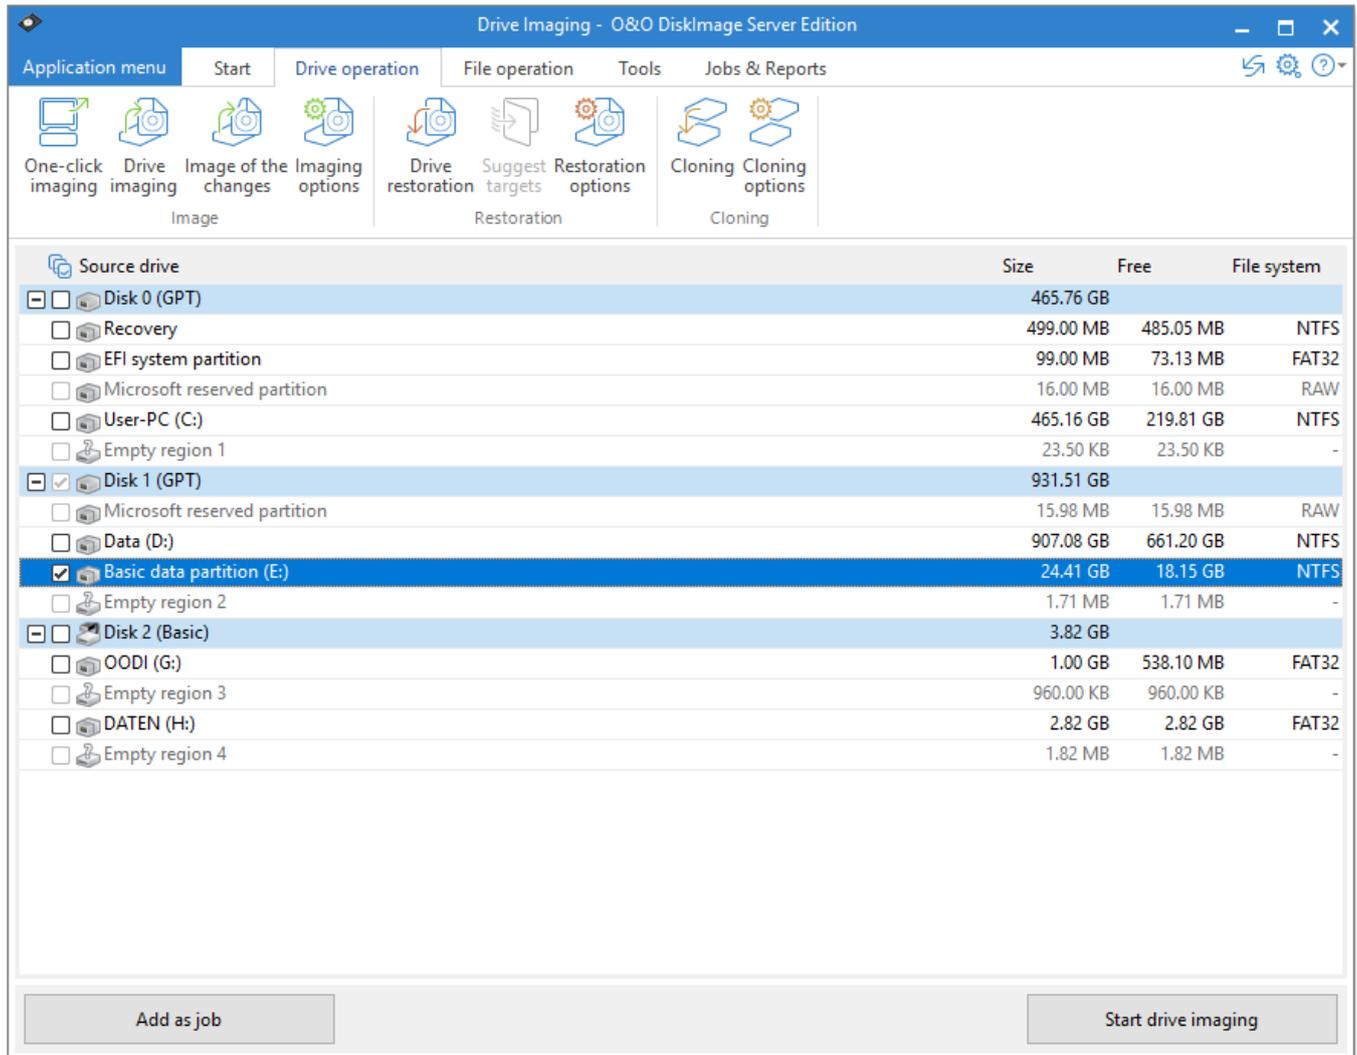 Drive Imaging - O&O DiskImage Server Edition
Application menu Start Drive operation File operation Tools Jobs & Reports
One-click imaging Drive imaging Image of the changes Imaging options Drive restoration Suggest targets Restoration options Cloning Cloning options
Image Restoration Cloning
Source drive Size Free File system
Disk 0 (GPT) 465.76 GB
Recovery 499.00 MB 485.05 MB NTFS
EFI system partition 99.00 MB 73.13 MB FAT32
Microsoft reserved partition 16.00 MB 16.00 MB RAW
User-PC (C:) 465.16 GB 219.81 GB NTFS
Empty region 1 23.50 KB 23.50 KB -
Disk 1 (GPT) 931.51 GB
Microsoft reserved partition 15.98 MB 15.98 MB RAW
Data (D:) 907.08 GB 661.20 GB NTFS
Basic data partition (E:) 24.41 GB 18.15 GB NTFS
Empty region 2 1.71 MB 1.71 MB -
Disk 2 (Basic) 3.82 GB
OODI (G:) 1.00 GB 538.10 MB FAT32
Empty region 3 960.00 KB 960.00 KB -
DATEN (H:) 2.82 GB 2.82 GB FAT32
Empty region 4 1.82 MB 1.82 MB -
Add as job Start drive imaging